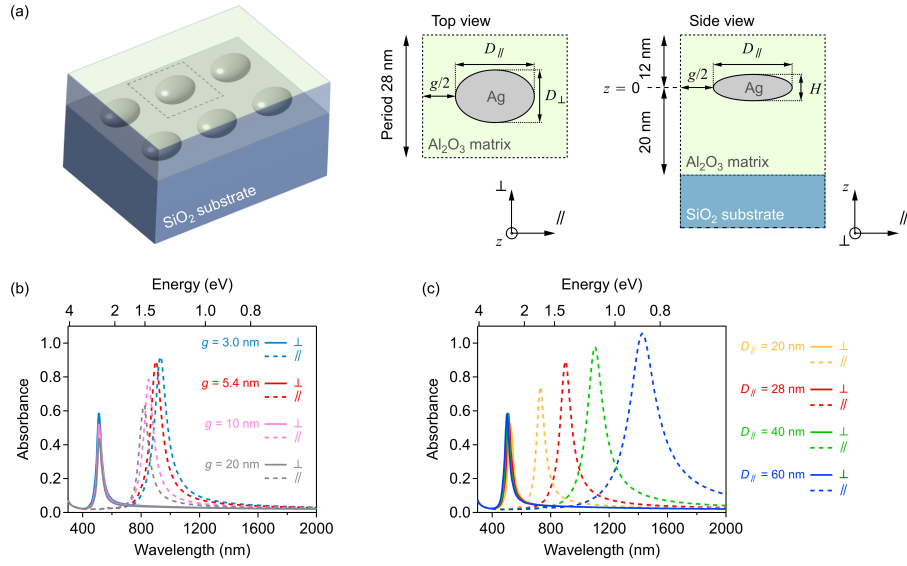 (a)
SiO2 substrate
Top view
Period 28 nm
D//
g/2
Ag
D⊥
Al2O3 matrix
⊥
//
z
Side view
12 nm
D//
g/2
z = 0
Ag
H
20 nm
Al2O3 matrix
SiO2 substrate
z
//
⊥
(b)
Energy (eV)
4 2 1.5 1.0 0.8
Absorbance
1.0
0.8
0.6
0.4
0.2
0.0
g = 3.0 nm ⊥
//
g = 5.4 nm ⊥
//
g = 10 nm ⊥
//
g = 20 nm ⊥
//
400 800 1200 1600 2000
Wavelength (nm)
(c)
Energy (eV)
4 2 1.5 1.0 0.8
Absorbance
1.0
0.8
0.6
0.4
0.2
0.0
400 800 1200 1600 2000
Wavelength (nm)
D// = 20 nm ⊥
//
D// = 28 nm ⊥
//
D// = 40 nm ⊥
//
D// = 60 nm ⊥
//